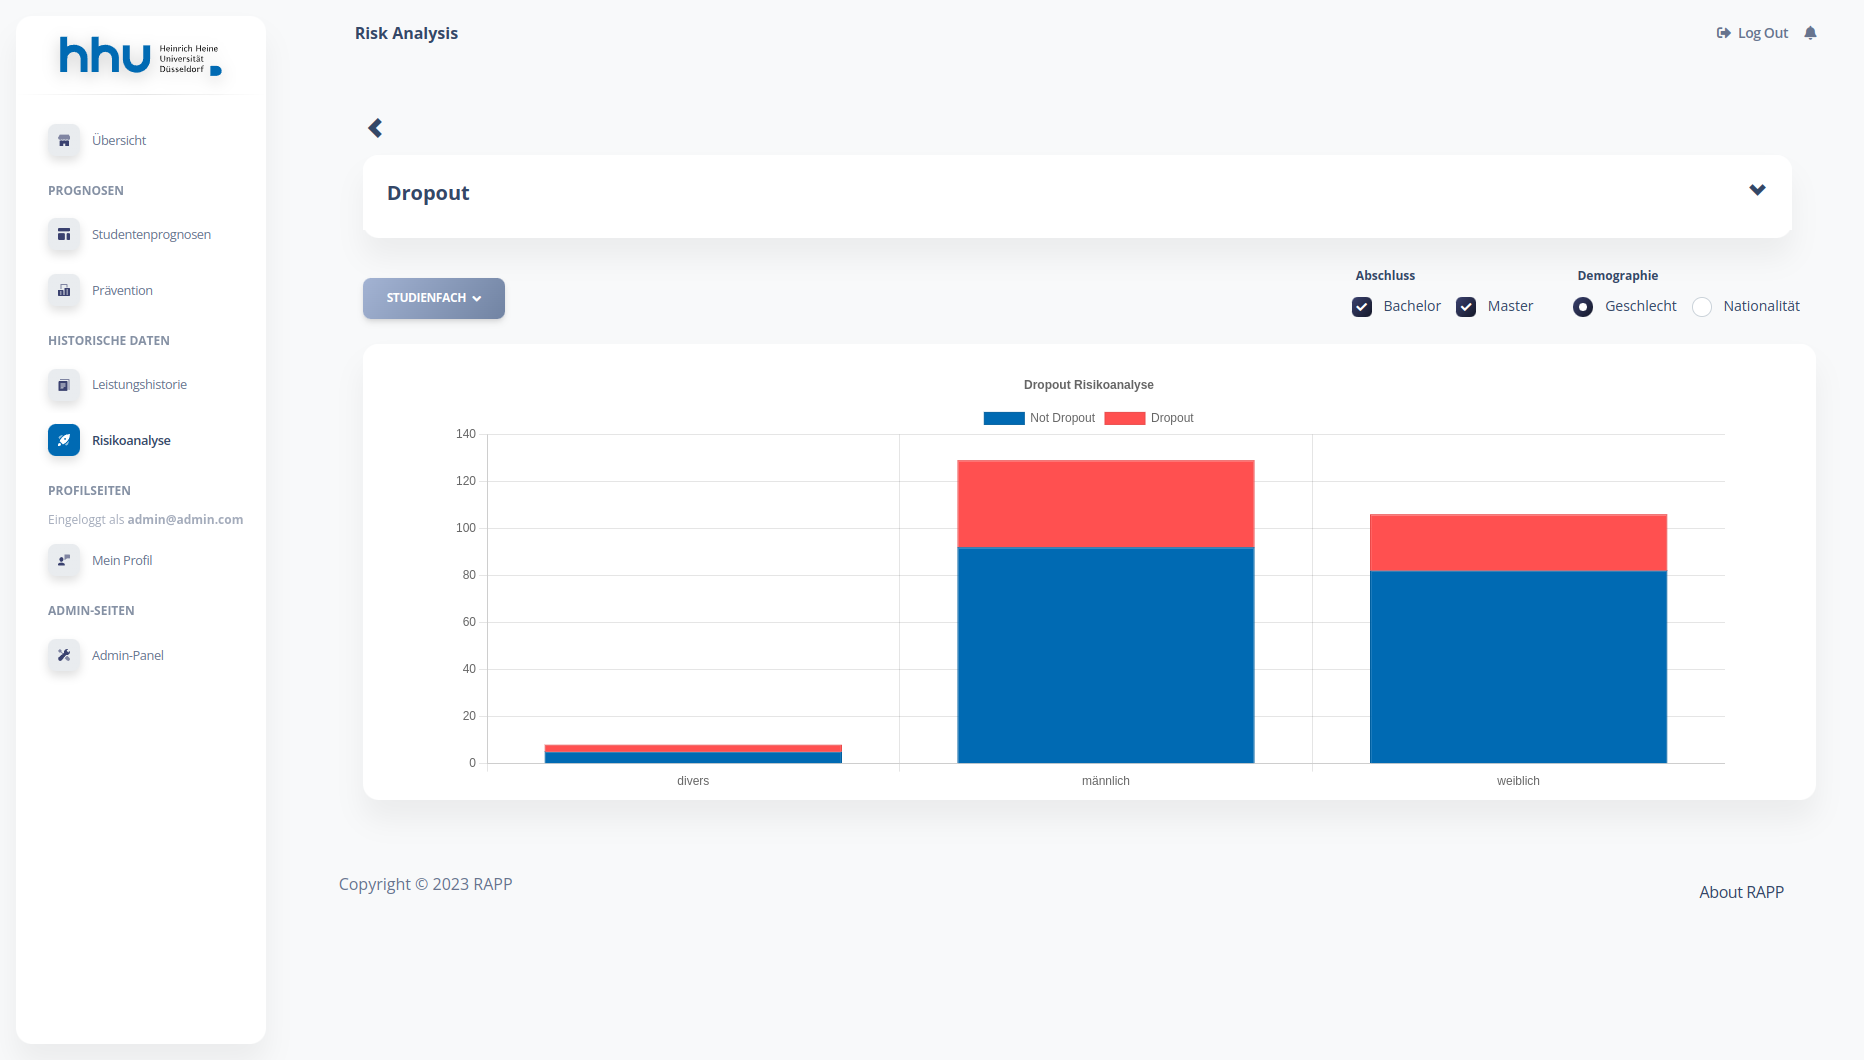 hhu Heinrich Heine
Universität
Düsseldorf
Übersicht
PROGNOSEN
Studentenprognosen
Prävention
HISTORISCHE DATEN
Leistungshistorie
Risikoanalyse
PROFILSEITEN
Eingeloggt als admin@admin.com
Mein Profil
ADMIN-SEITEN
Admin-Panel
Risk Analysis
Log Out
Dropout
STUDIENFACH
Abschluss
Bachelor Master
Demographie
Geschlecht Nationalität
Dropout Risikoanalyse
Not Dropout Dropout
140
120
100
80
60
40
20
0
divers männlich weiblich
Copyright © 2023 RAPP
About RAPP